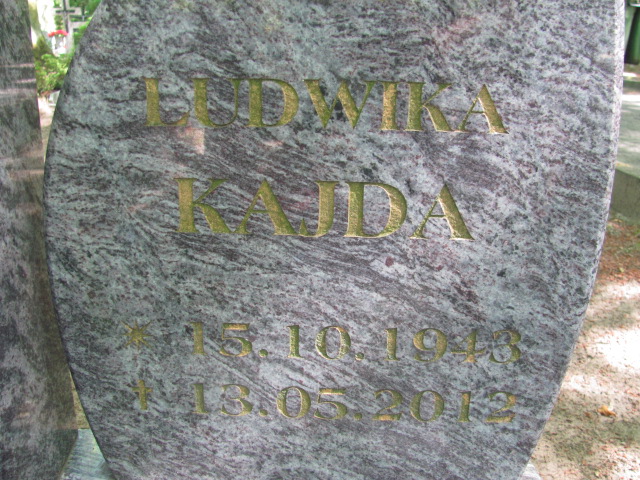 LUDWIKA
KAJDA
* 15.10.1943
✝ 13.05.2012